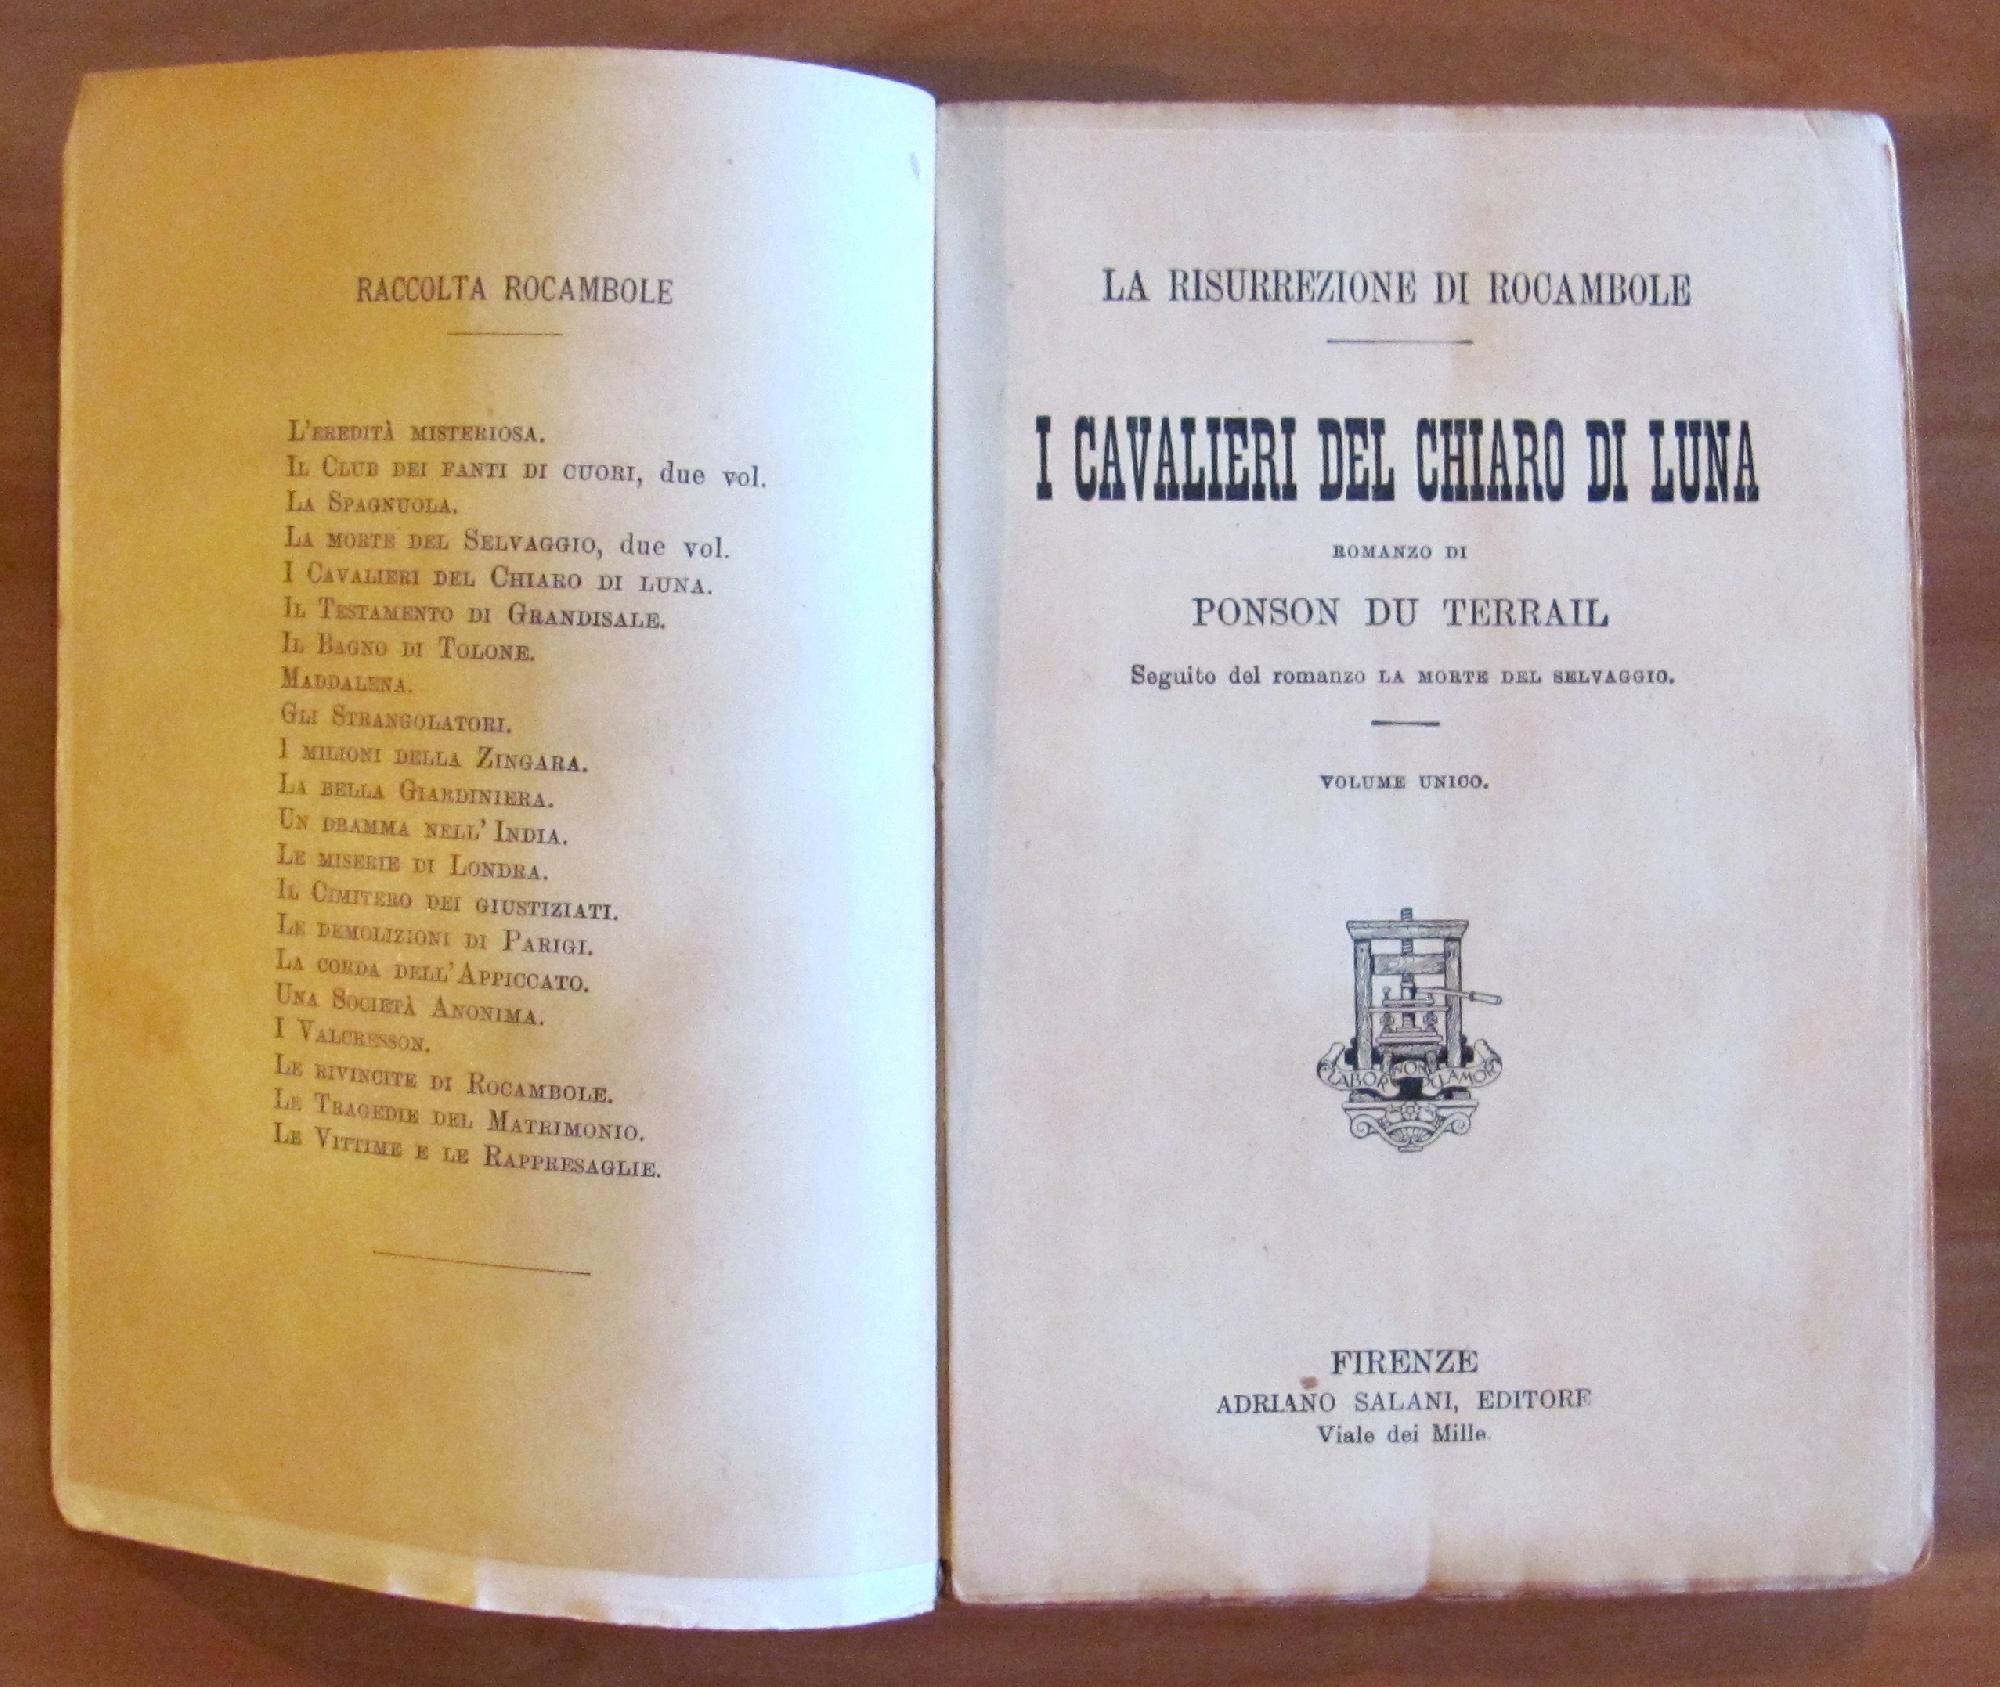 RACCOLTA ROCAMBOLE
L'EREDITÀ MISTERIOSA.
IL CLUB DEI FANTI DI CUORI, due vol.
LA SPAGNUOLA.
LA MORTE DEL SELVAGGIO, due vol.
I CAVALIERI DEL CHIARO DI LUNA.
IL TESTAMENTO DI GRANDISALE.
IL BAGNO DI TOLONE.
MADDALENA.
GLI STRANGOLATORI.
I MILIONI DELLA ZINGARA.
LA BELLA GIARDINIERA.
UN DRAMMA NELL' INDIA.
LE MISERIE DI LONDRA.
IL CIMITERO DEI GIUSTIZIATI.
LE DEMOLIZIONI DI PARIGI.
LA CORDA DELL'APPICCATO.
UNA SOCIETÀ ANONIMA.
I VALCRESSON.
LE RIVINCITE DI ROCAMBOLE.
LE TRAGEDIE DEL MATRIMONIO.
LE VITTIME E LE RAPPRESAGLIE.
LA RISURREZIONE DI ROCAMBOLE
I CAVALIERI DEL CHIARO DI LUNA
ROMANZO DI
PONSON DU TERRAIL
Seguito del romanzo LA MORTE DEL SELVAGGIO.
VOLUME UNICO.
LABOR NON AMOR
FIRENZE
ADRIANO SALANI, EDITORE
Viale dei Mille.